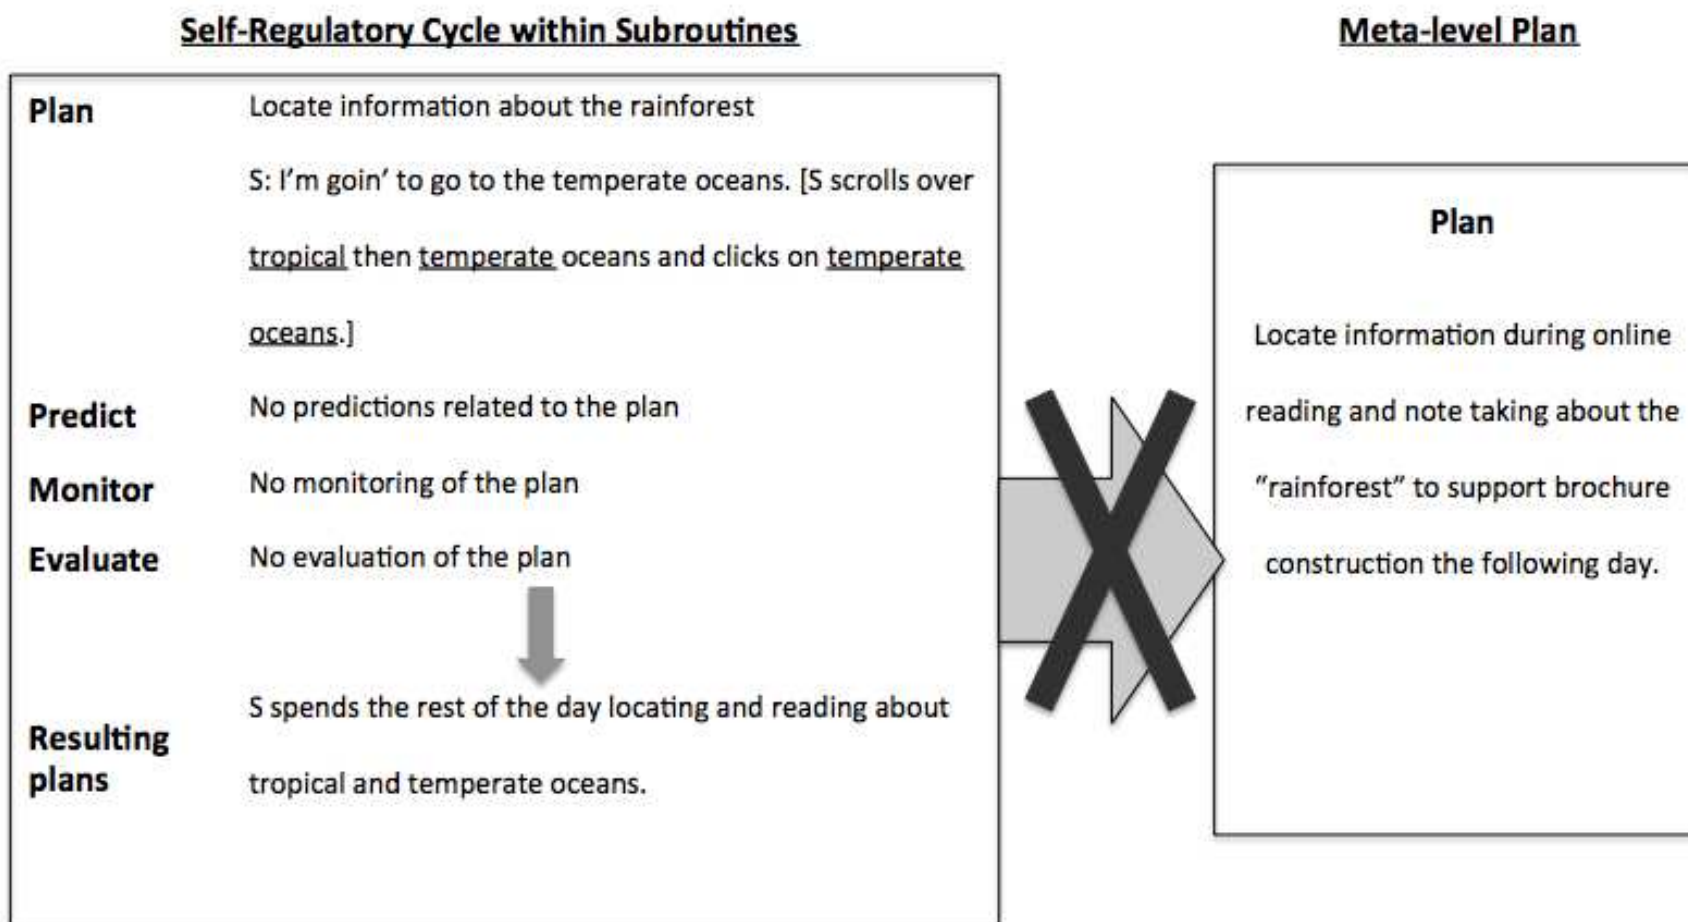 Self-Regulatory Cycle within Subroutines
Meta-level Plan
Plan
Locate information about the rainforest
S: I'm goin' to go to the temperate oceans. [S scrolls over
tropical then temperate oceans and clicks on temperate
oceans.]
Predict
No predictions related to the plan
Monitor
No monitoring of the plan
Evaluate
No evaluation of the plan
Resulting
plans
S spends the rest of the day locating and reading about
tropical and temperate oceans.
Plan
Locate information during online
reading and note taking about the
"rainforest" to support brochure
construction the following day.